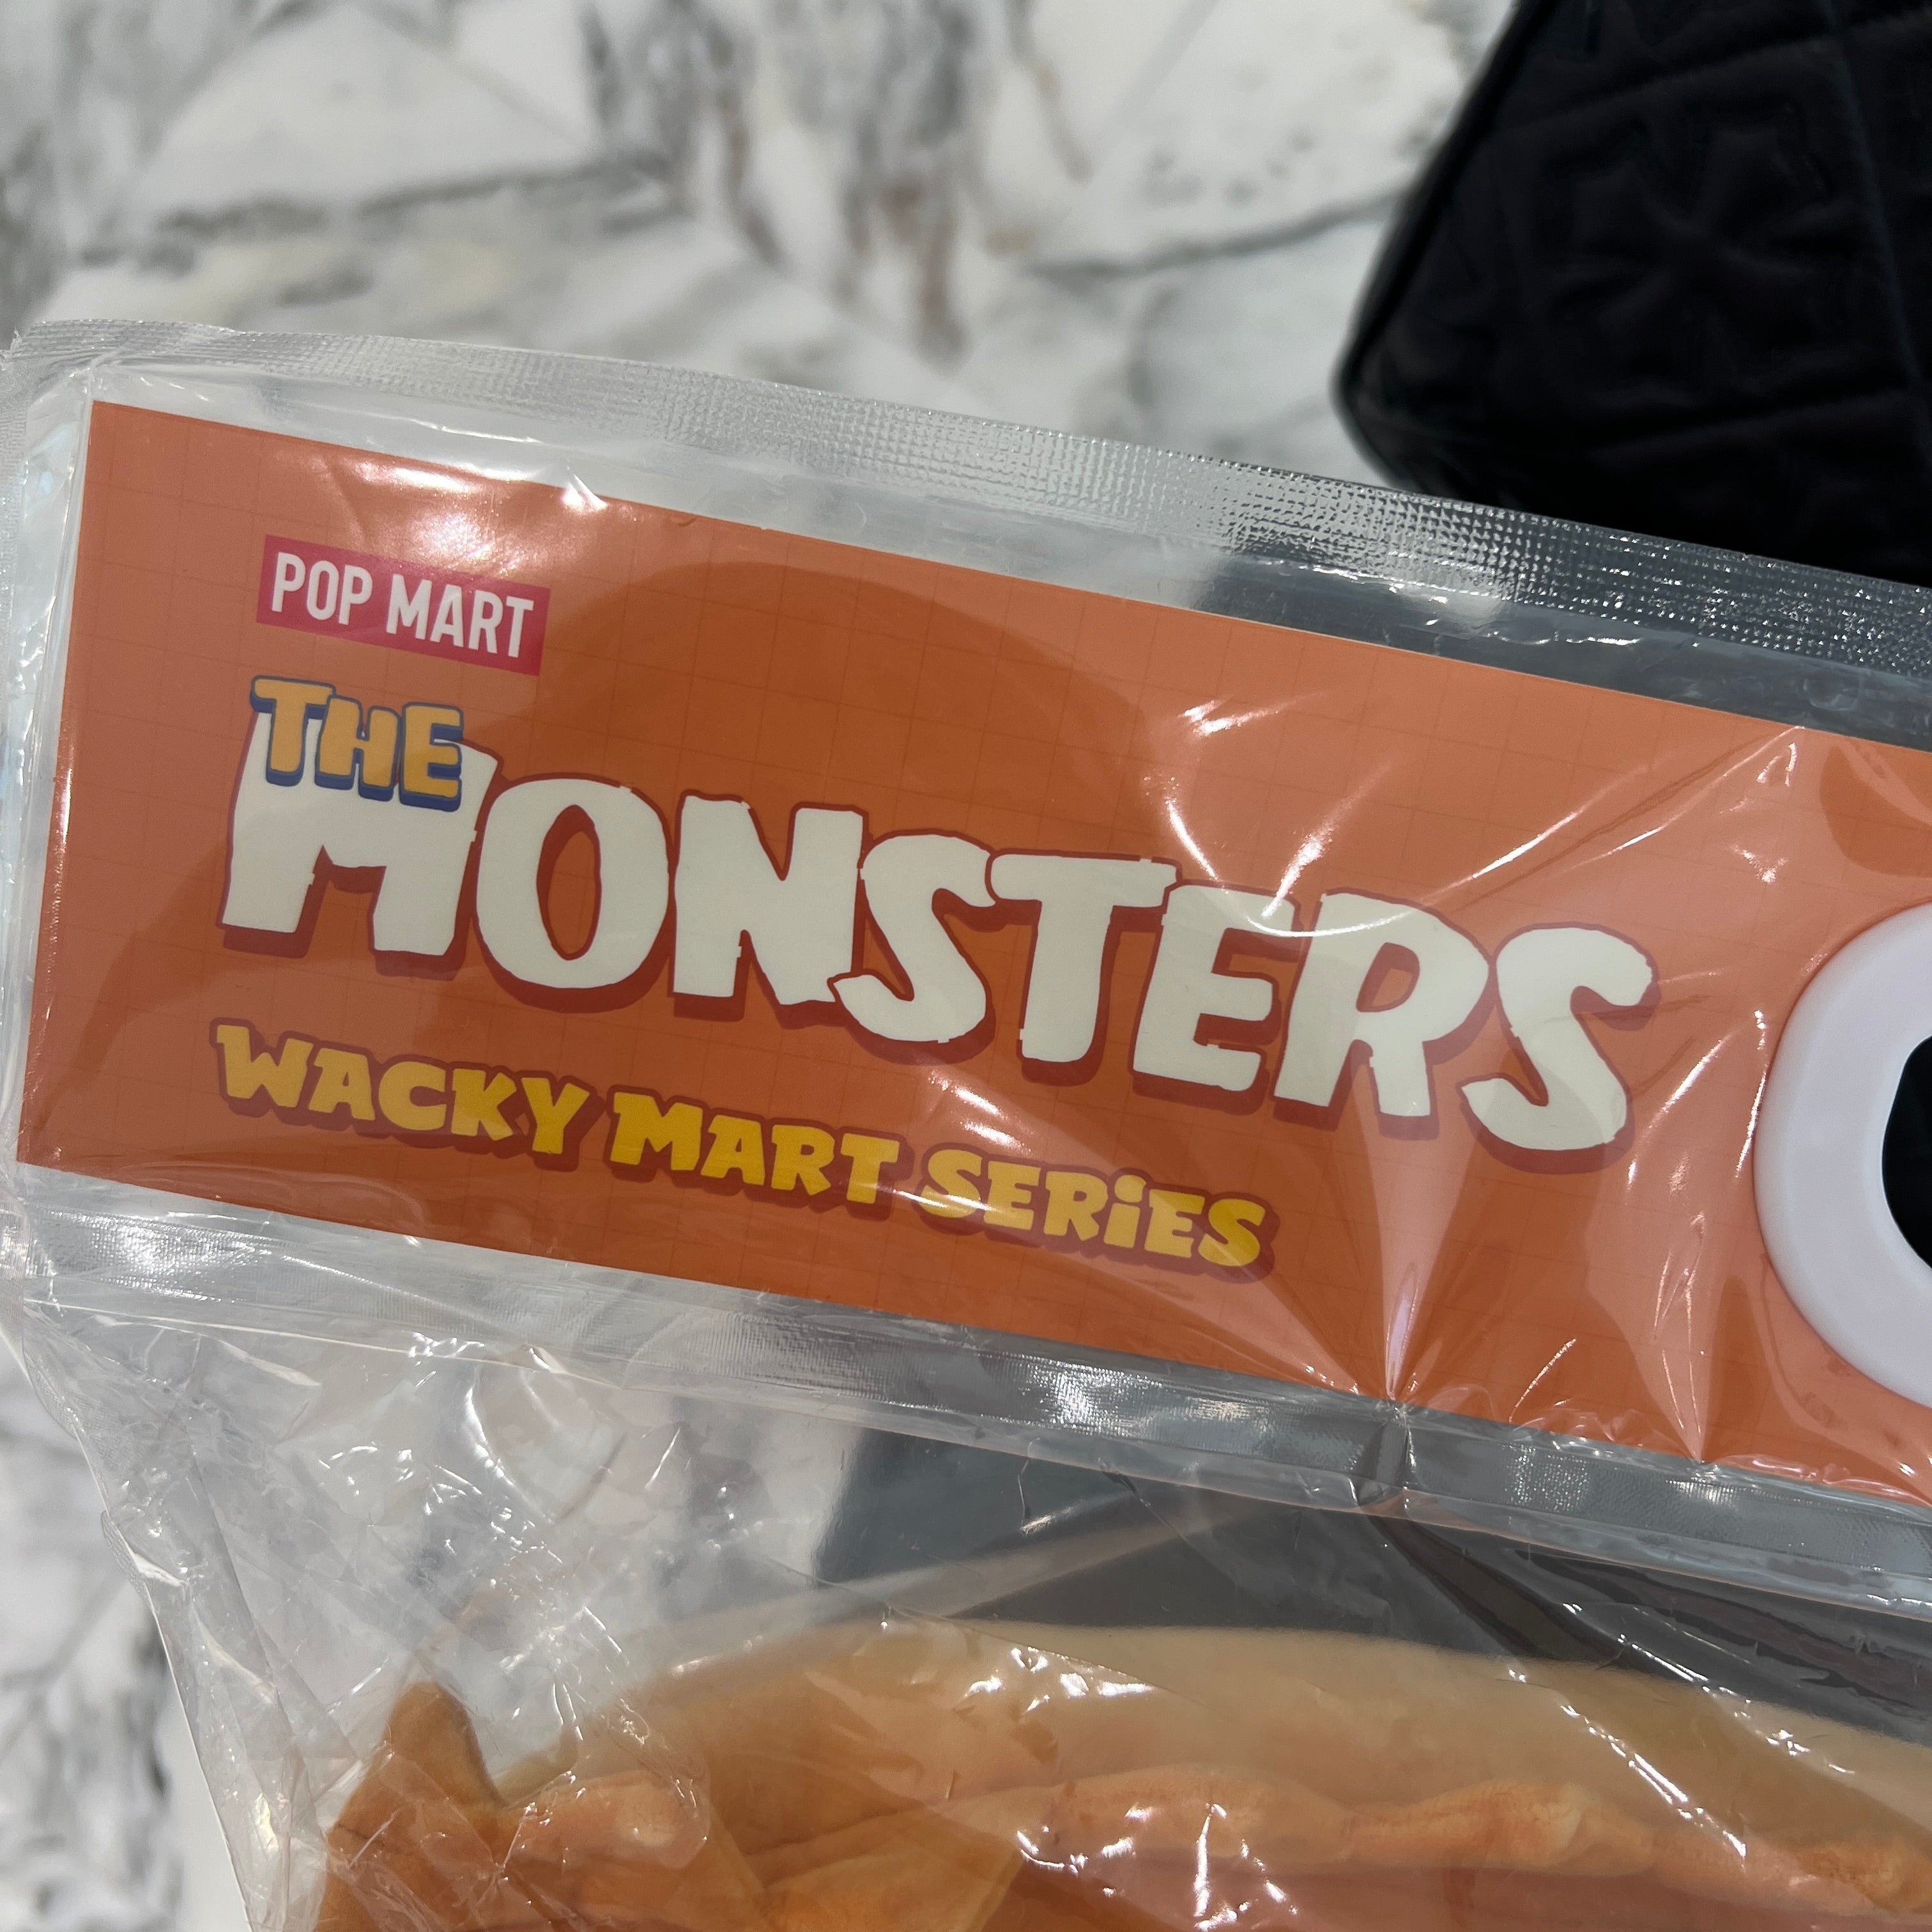 POP MART
THE
MONSTERS
WACKY MART SERIES